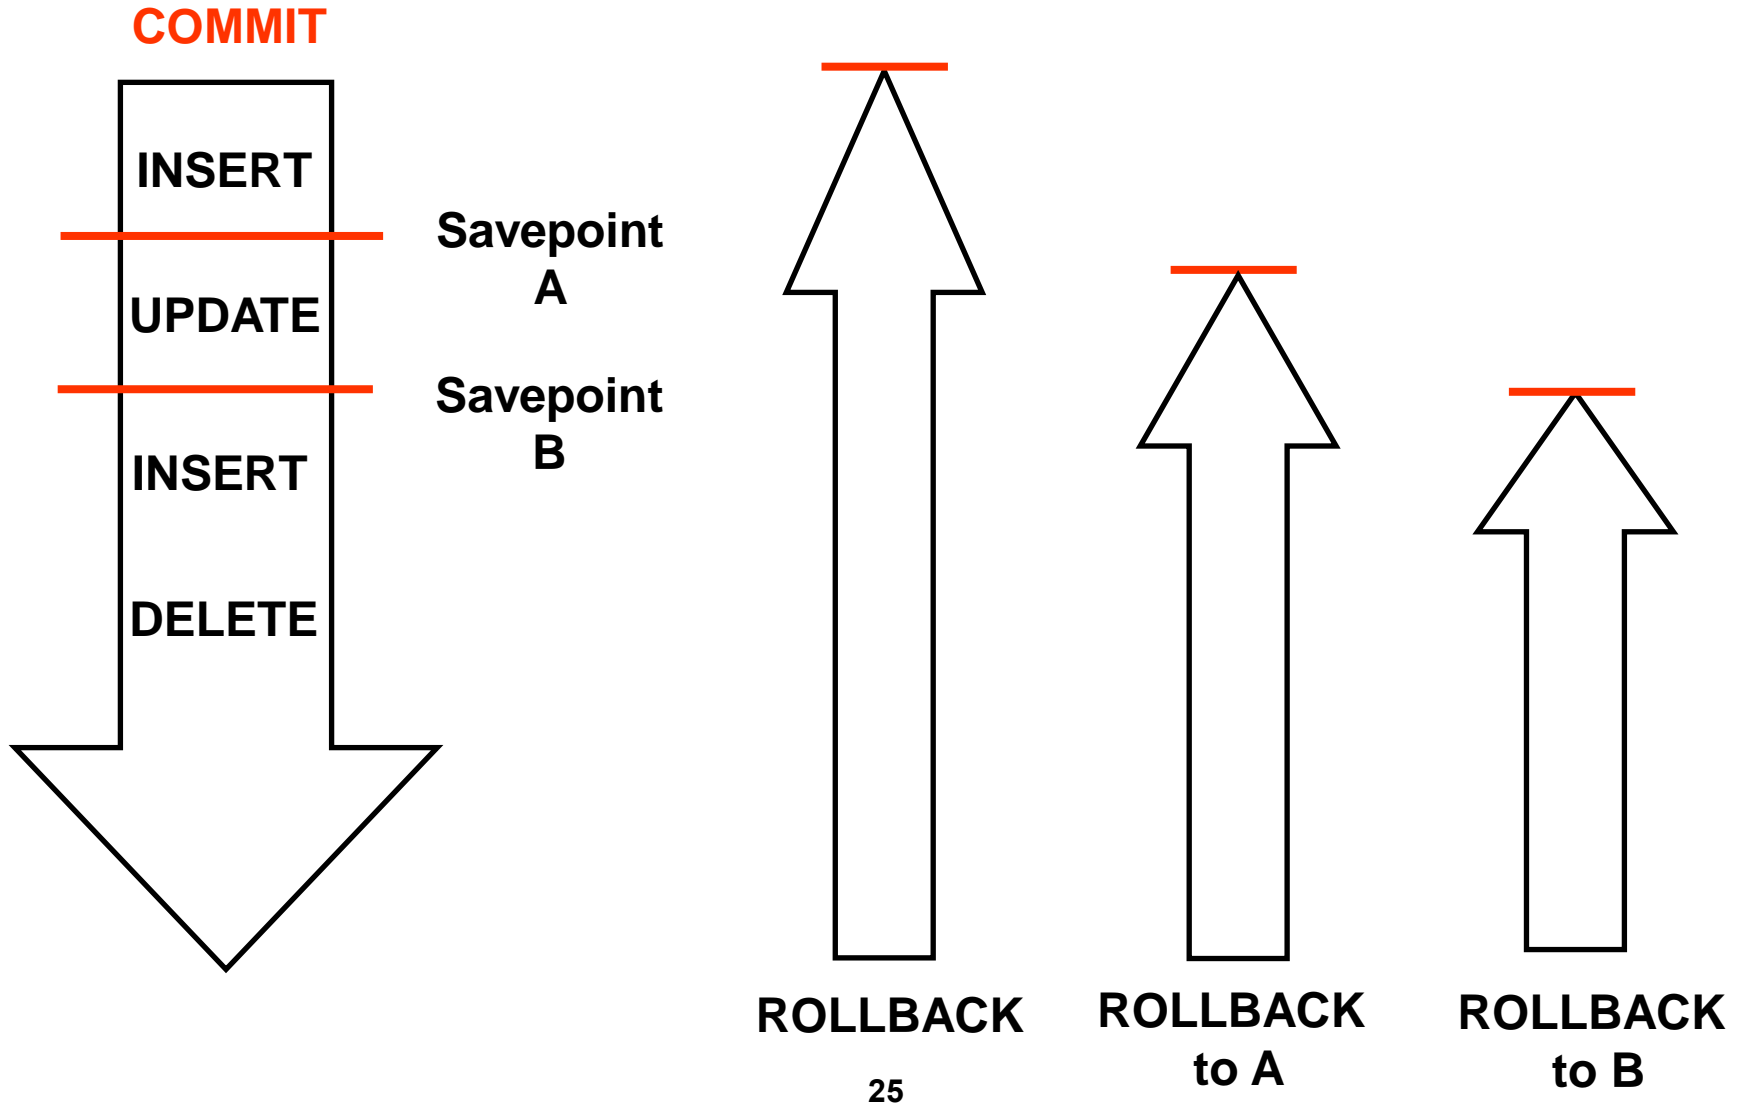 COMMIT
INSERT
Savepoint
A
UPDATE
Savepoint
B
INSERT
DELETE
ROLLBACK
ROLLBACK
to A
ROLLBACK
to B
25